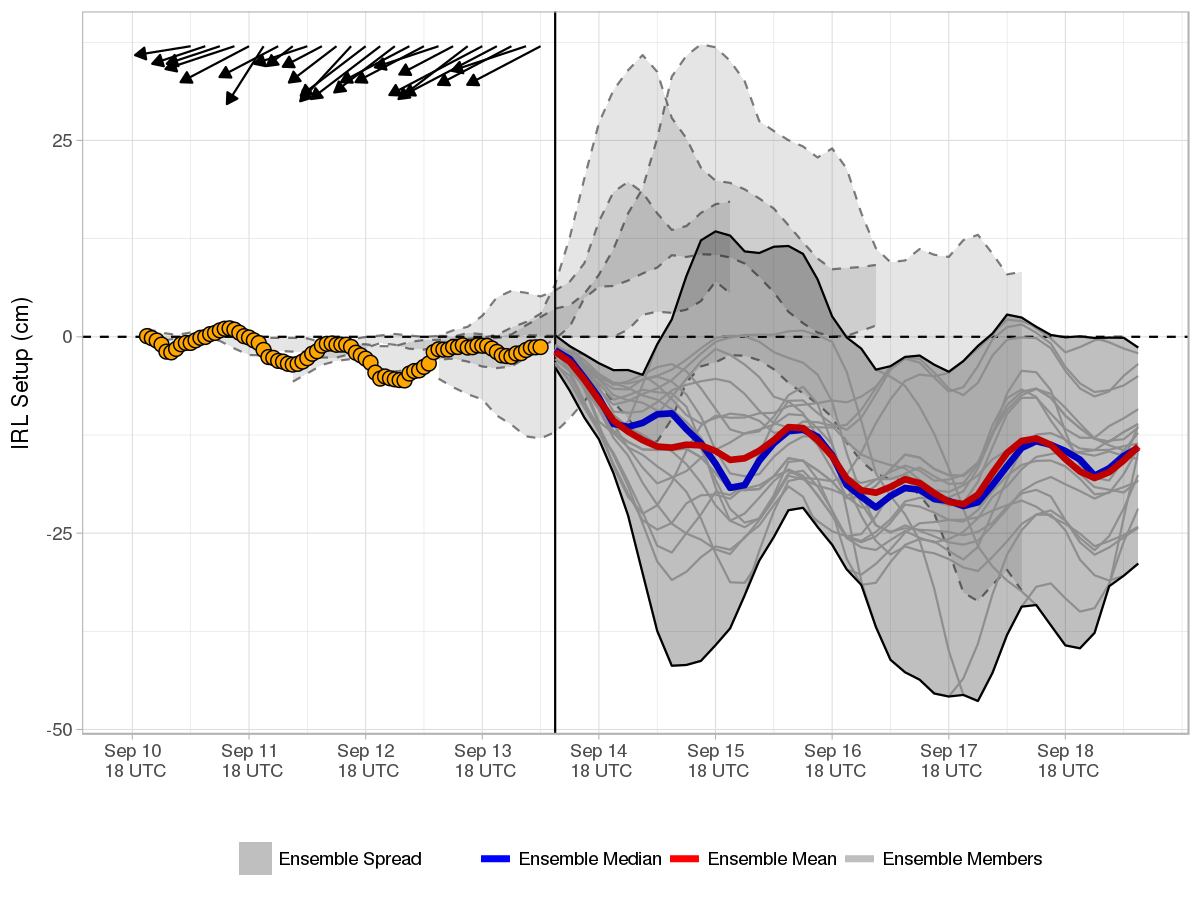 IRL Setup (cm)
25
0
-25
-50
Sep 10 Sep 11 Sep 12 Sep 13 Sep 14 Sep 15 Sep 16 Sep 17 Sep 18
18 UTC 18 UTC 18 UTC 18 UTC 18 UTC 18 UTC 18 UTC 18 UTC 18 UTC
Ensemble Spread Ensemble Median Ensemble Mean Ensemble Members